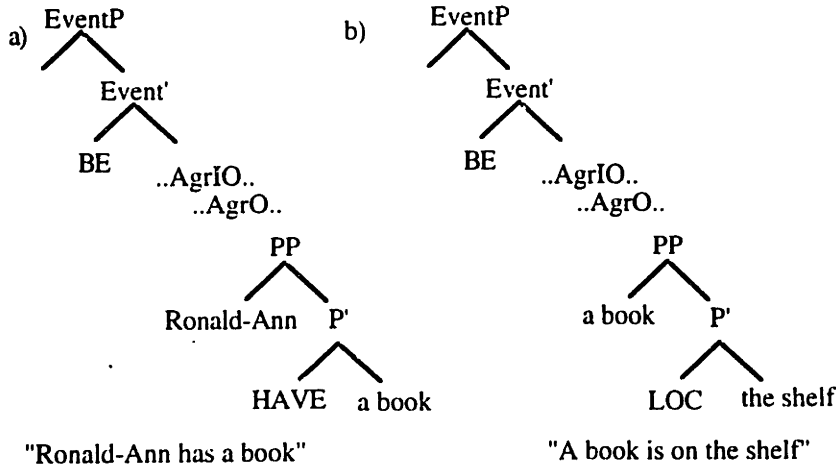 a) EventP b) EventP
Event' Event'
BE BE
..AgrIO.. ..AgrIO..
..AgrO.. ..AgrO..
PP PP
Ronald-Ann P' a book P'
HAVE a book LOC the shelf
"Ronald-Ann has a book" "A book is on the shelf"